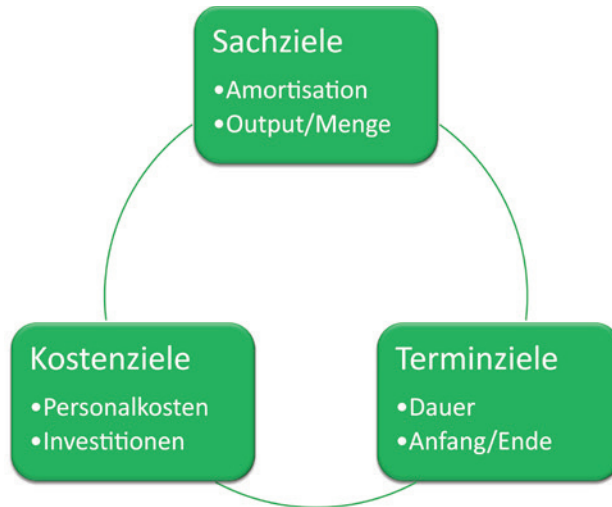 Sachziele
•Amortisation
•Output/Menge
Kostenziele
•Personalkosten
•Investitionen
Terminziele
•Dauer
•Anfang/Ende